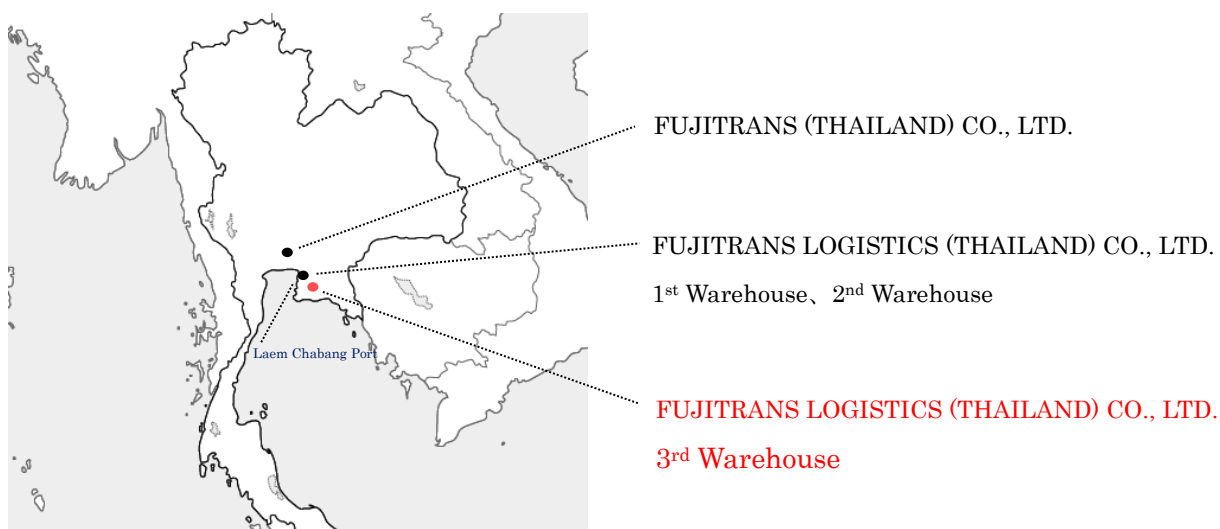 FUJITRANS (THAILAND) CO., LTD.
FUJITRANS LOGISTICS (THAILAND) CO., LTD.
1st Warehouse、2nd Warehouse
Laem Chabang Port
FUJITRANS LOGISTICS (THAILAND) CO., LTD.
3rd Warehouse